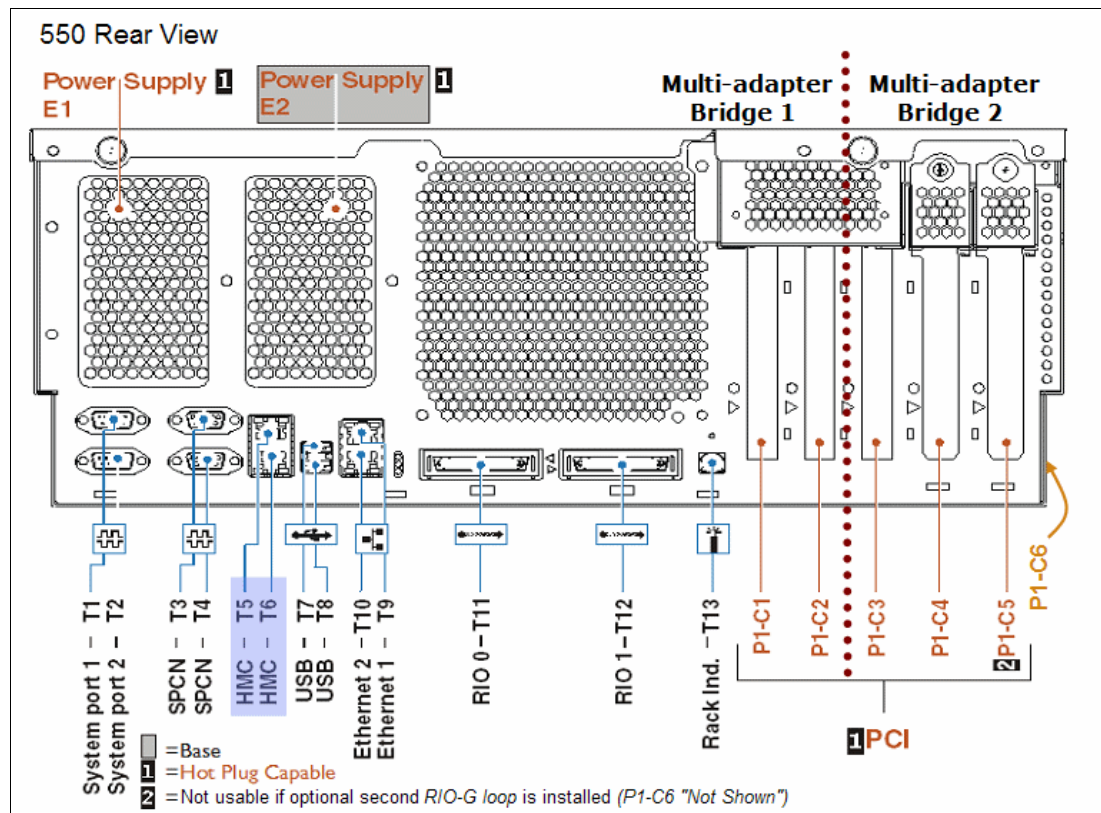 550 Rear View
Power Supply 1
E1
Power Supply 1
E2
Multi-adapter
Bridge 1
Multi-adapter
Bridge 2
System port 1 – T1
System port 2 – T2
SPCN – T3
SPCN – T4
HMC – T5
HMC – T6
USB – T7
USB – T8
Ethernet 2 – T10
Ethernet 1 – T9
RIO 0 – T11
RIO 1 – T12
Rack Ind. – T13
P1-C1
P1-C2
P1-C3
P1-C4
2 P1-C5
P1-C6
1 PCI
=Base
1 =Hot Plug Capable
2 =Not usable if optional second RIO-G loop is installed (P1-C6 "Not Shown")